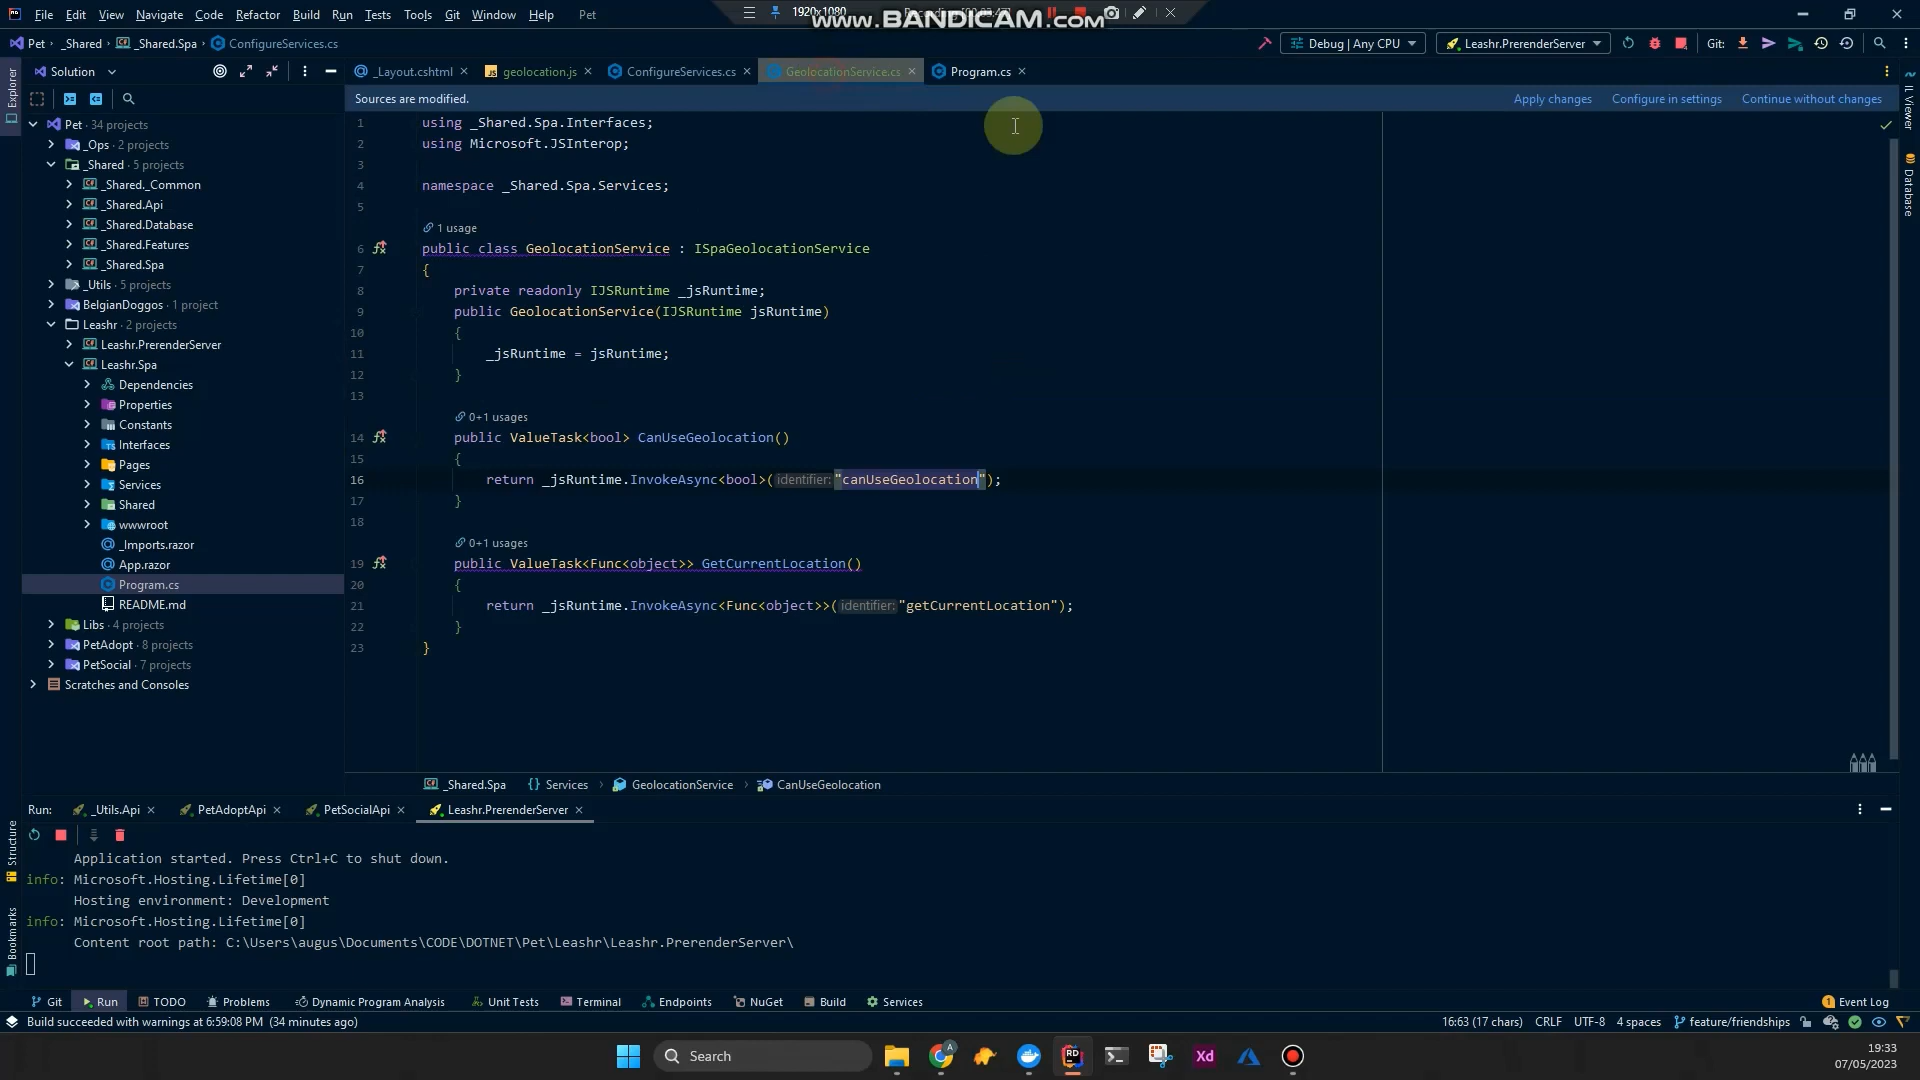 File Edit View Navigate Code Refactor Build Run Tests Tools Git Window Help Pet
1920x1080
www.BANDICAM.com
Pet _Shared _Shared.Spa ConfigureServices.cs
Debug | Any CPU Leashr.PrerenderServer Git:
Explorer
Solution
_Layout.cshtml geolocation.js ConfigureServices.cs GeolocationService.cs Program.cs
Sources are modified. Apply changes Configure in settings Continue without changes
IL Viewer
Database
Pet · 34 projects
_Ops · 2 projects
_Shared · 5 projects
_Shared._Common
_Shared.Api
_Shared.Database
_Shared.Features
_Shared.Spa
_Utils · 5 projects
BelgianDoggos · 1 project
Leashr · 2 projects
Leashr.PrerenderServer
Leashr.Spa
Dependencies
Properties
Constants
Interfaces
Pages
Services
Shared
wwwroot
_Imports.razor
App.razor
Program.cs
README.md
Libs · 4 projects
PetAdopt · 8 projects
PetSocial · 7 projects
Scratches and Consoles
1 using _Shared.Spa.Interfaces;
2 using Microsoft.JSInterop;
3
4 namespace _Shared.Spa.Services;
5
1 usage
6 public class GeolocationService : ISpaGeolocationService
7 {
8 private readonly IJSRuntime _jsRuntime;
9 public GeolocationService(IJSRuntime jsRuntime)
10 {
11 _jsRuntime = jsRuntime;
12 }
13
0+1 usages
14 public ValueTask<bool> CanUseGeolocation()
15 {
16 return _jsRuntime.InvokeAsync<bool>( identifier: "canUseGeolocation");
17 }
18
0+1 usages
19 public ValueTask<Func<object>> GetCurrentLocation()
20 {
21 return _jsRuntime.InvokeAsync<Func<object>>( identifier: "getCurrentLocation");
22 }
23 }
_Shared.Spa {} Services GeolocationService CanUseGeolocation
Run: _Utils.Api PetAdoptApi PetSocialApi Leashr.PrerenderServer
Structure
Bookmarks
Application started. Press Ctrl+C to shut down.
info: Microsoft.Hosting.Lifetime[0]
Hosting environment: Development
info: Microsoft.Hosting.Lifetime[0]
Content root path: C:\Users\augus\Documents\CODE\DOTNET\Pet\Leashr\Leashr.PrerenderServer\
Git Run TODO Problems Dynamic Program Analysis Unit Tests Terminal Endpoints NuGet Build Services 1 Event Log
Build succeeded with warnings at 6:59:08 PM (34 minutes ago) 16:63 (17 chars) CRLF UTF-8 4 spaces feature/friendships
Search
A
RD
Xd
19:33
07/05/2023